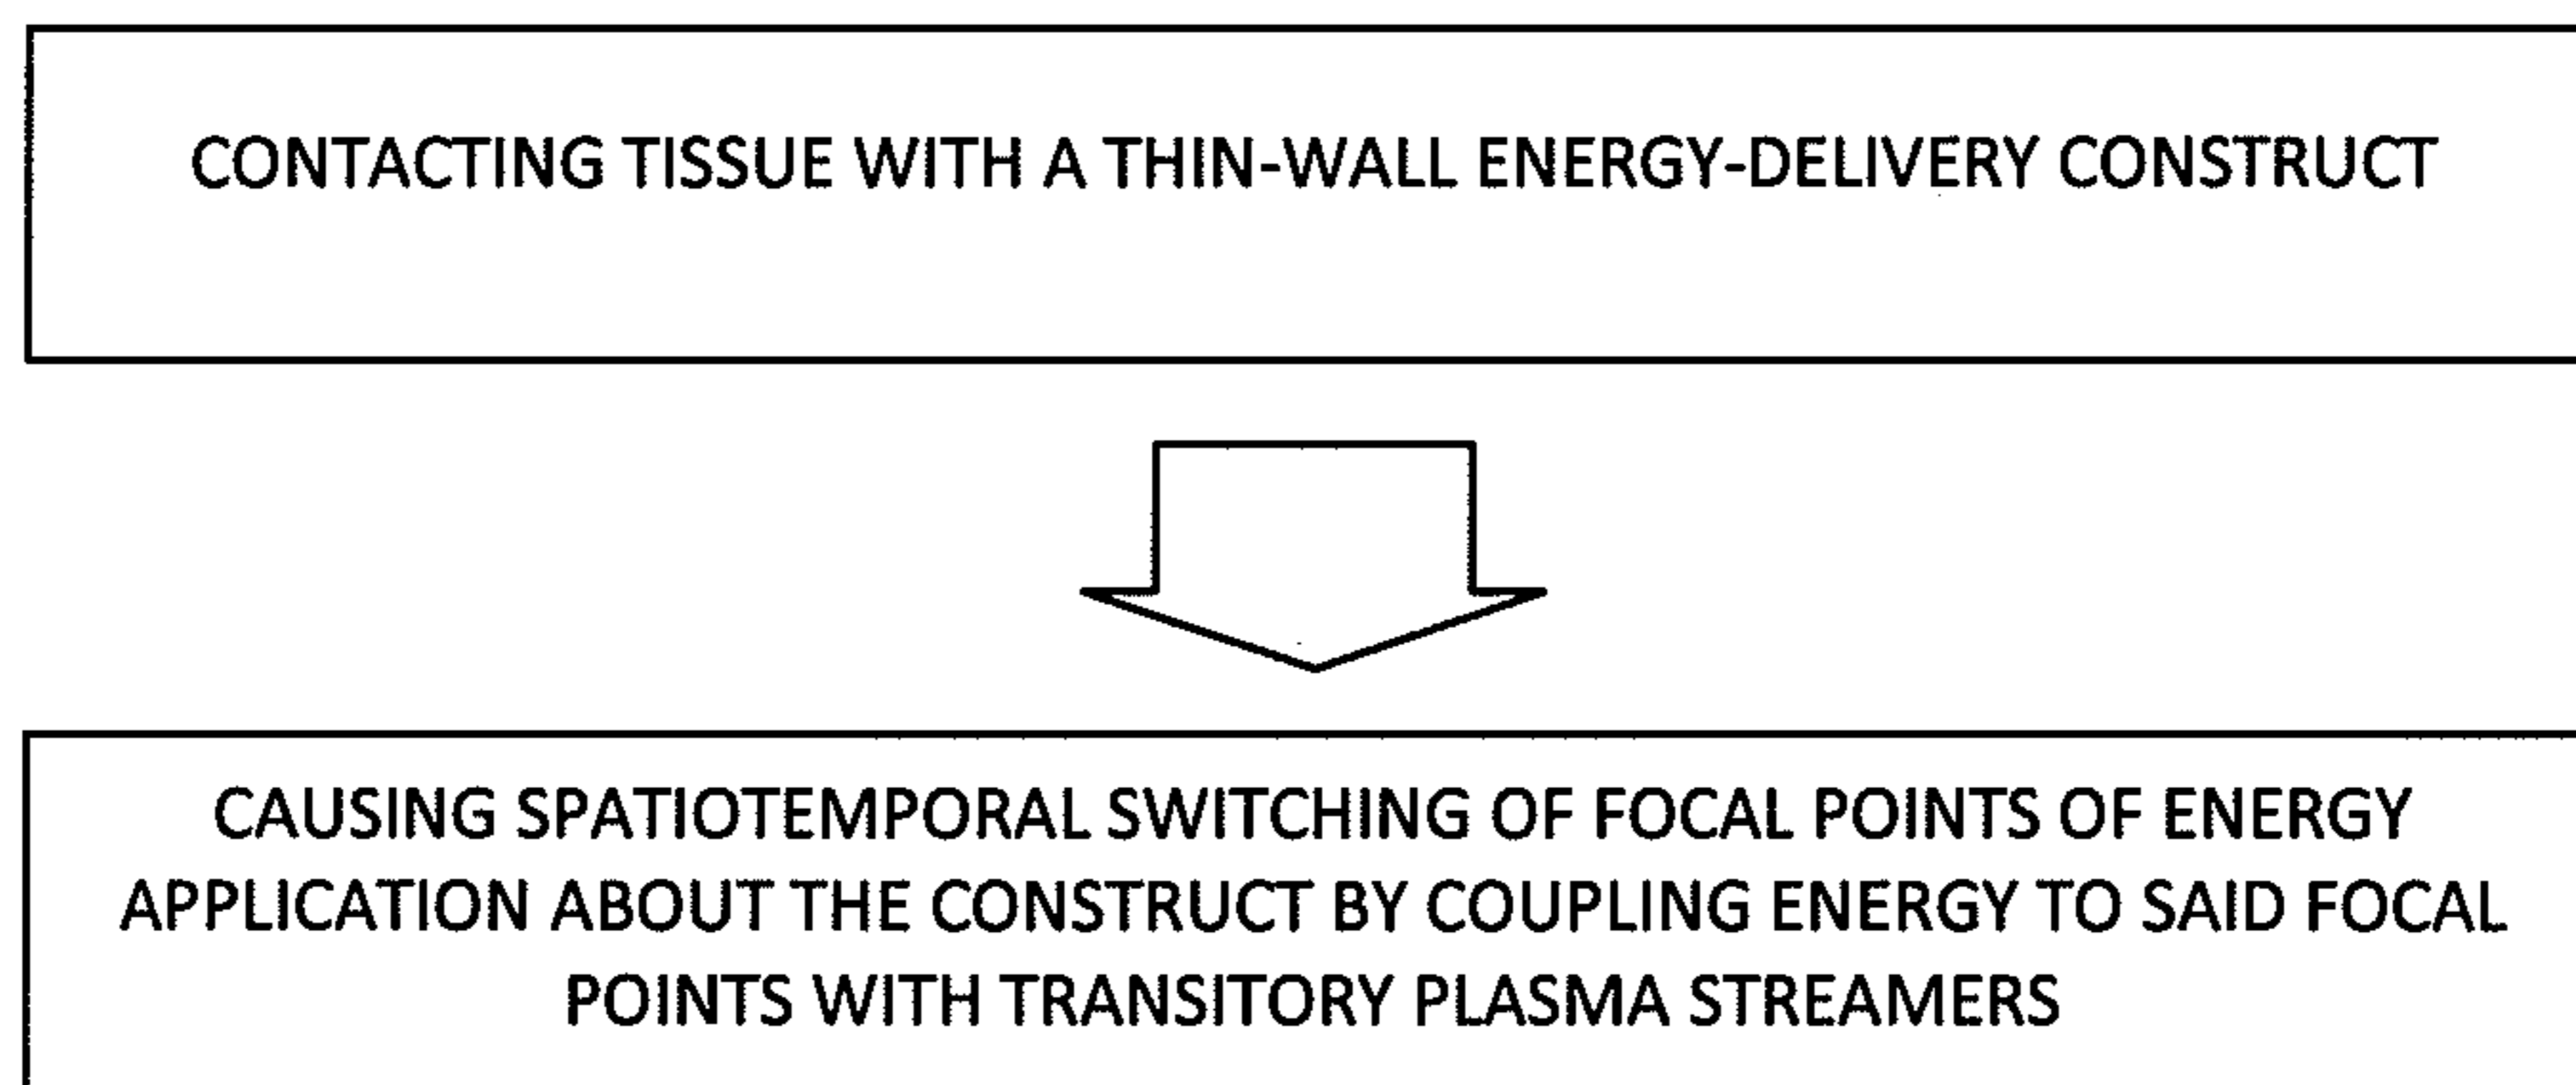 CONTACTING TISSUE WITH A THIN-WALL ENERGY-DELIVERY CONSTRUCT
CAUSING SPATIOTEMPORAL SWITCHING OF FOCAL POINTS OF ENERGY
APPLICATION ABOUT THE CONSTRUCT BY COUPLING ENERGY TO SAID FOCAL
POINTS WITH TRANSITORY PLASMA STREAMERS